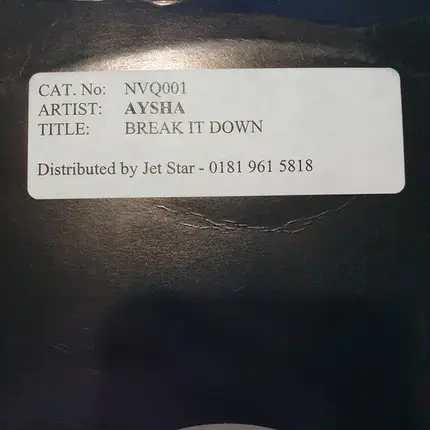 CAT. No: NVQ001
ARTIST: AYSHA
TITLE: BREAK IT DOWN
Distributed by Jet Star - 0181 961 5818